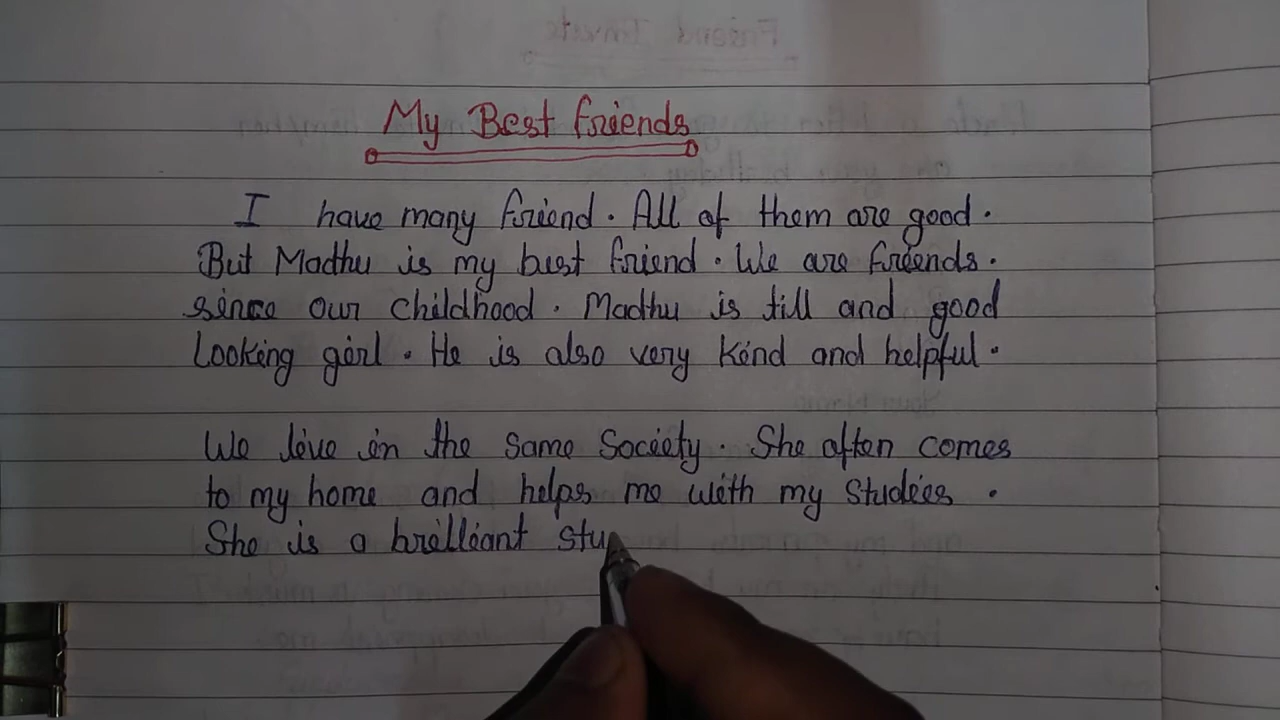 My Best friends
I have many friend. All of them are good.
But Madhu is my best friend. We are friends.
since our childhood. Madhu is till and good
Looking girl. He is also very kind and helpful.
We live in the same Society. She often comes
to my home and helps me with my studies.
She is a brilliant stu